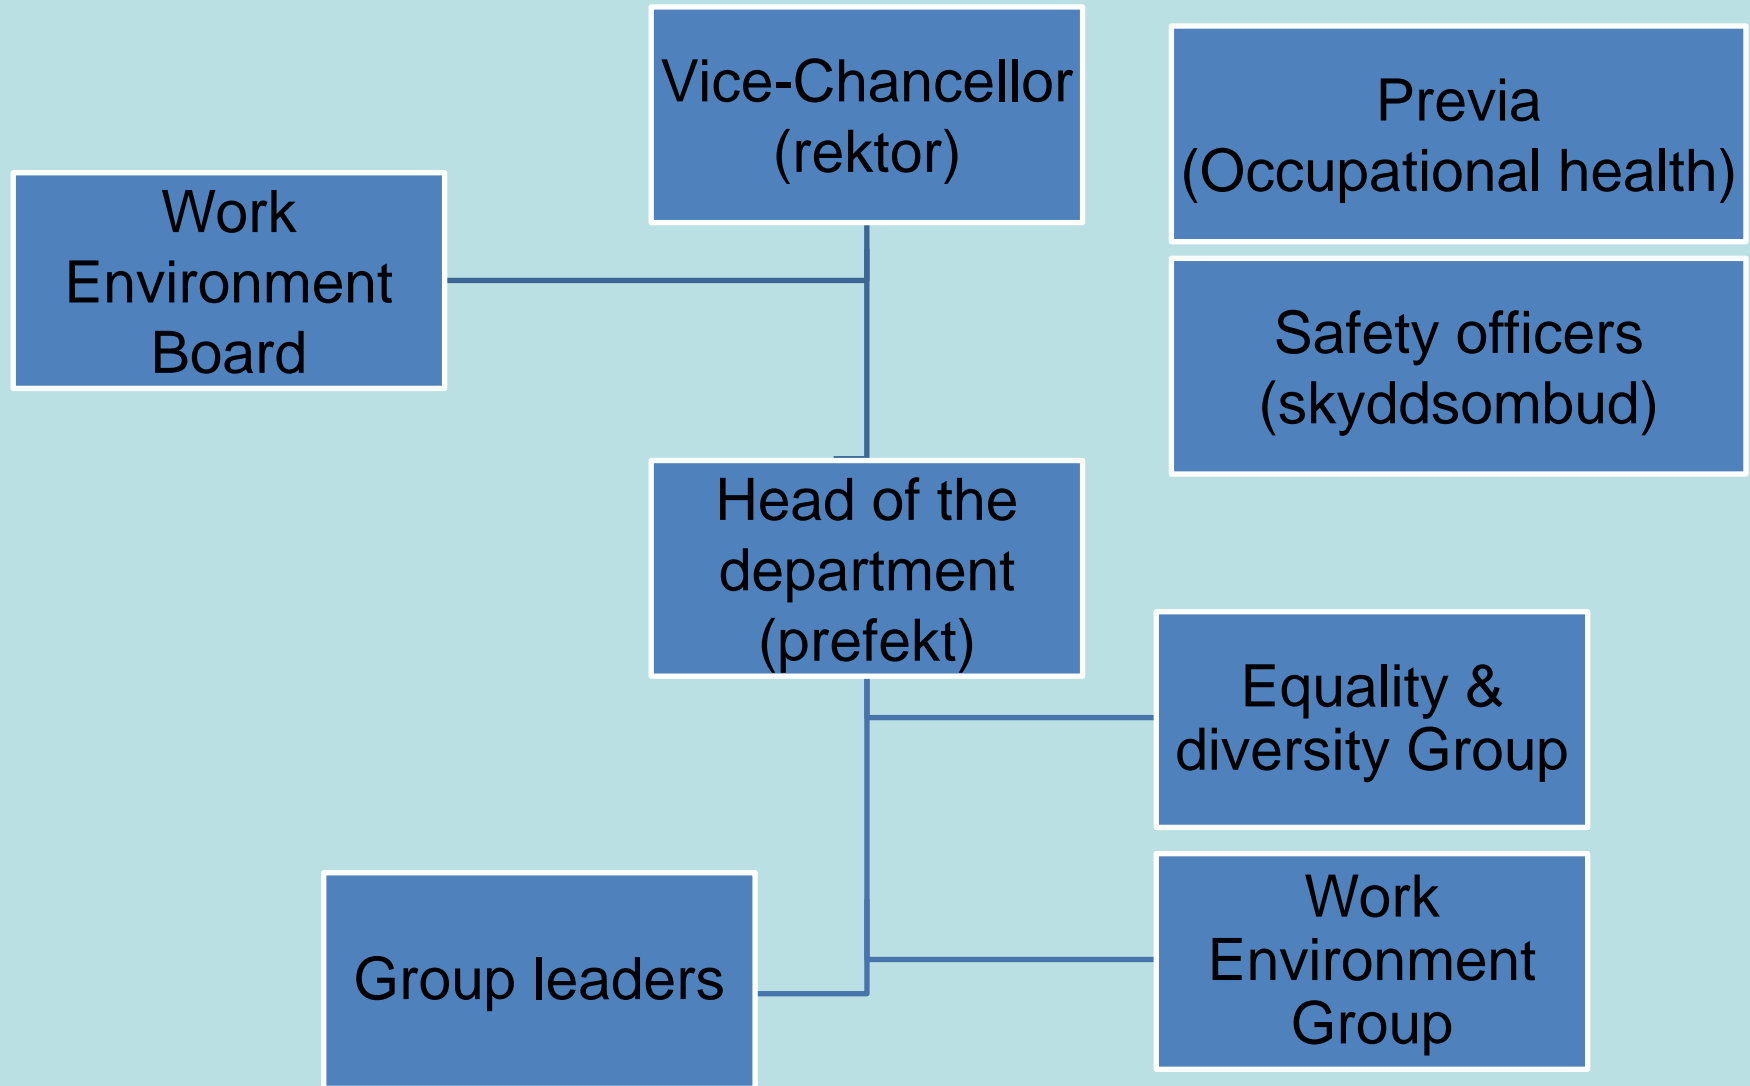 Vice-Chancellor
(rektor)
Previa
(Occupational health)
Work
Environment
Board
Safety officers
(skyddsombud)
Head of the
department
(prefekt)
Equality &
diversity Group
Work
Environment
Group
Group leaders